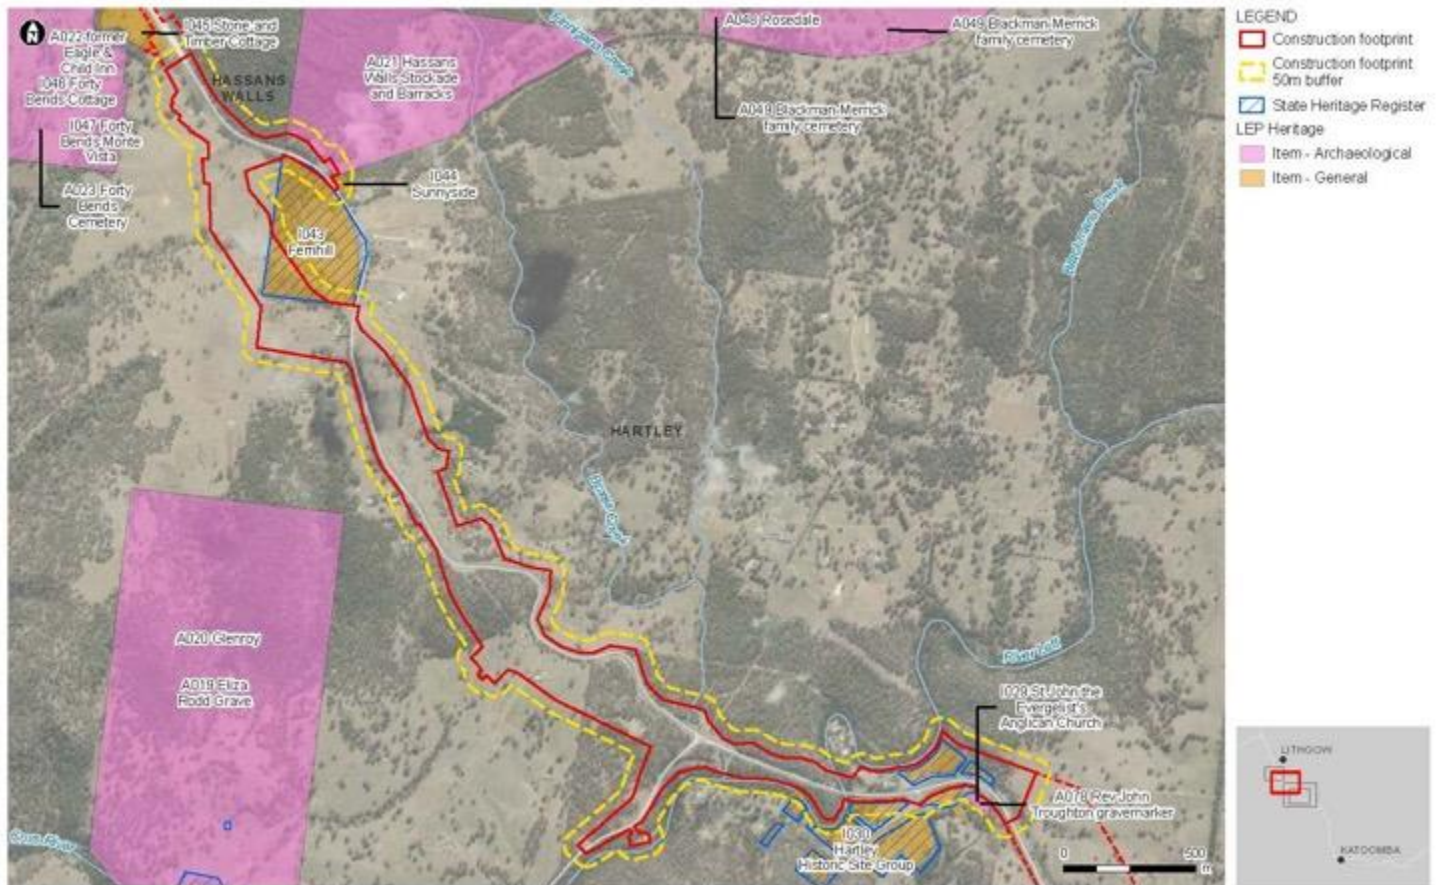 N
A022 former
Eagle &
Child Inn
I046 Forty
Bends Cottage
I047 Forty
Bends Monte
Vista
A023 Forty
Bends
Cemetery
I045 Stone and
Timber Cottage
HASSANS
WALLS
A021 Hassans
Walls Stockade
and Barracks
A048 Rosedale
A049 Blackman-Merrick
family cemetery
A049 Blackman-Merrick
family cemetery
I044
Sunnyside
I043
Fernhill
HARTLEY
A020 Glenroy
A019 Eliza
Rodd Grave
River Lett
I028 St John the
Evergelist's
Anglican Church
A078 Rev John
Troughton gravemarker
I030
Hartley
Historic Site Group
0
500
m
LEGEND
Construction footprint
Construction footprint
50m buffer
State Heritage Register
LEP Heritage
Item - Archaeological
Item - General
LITHGOW
KATOOMBA